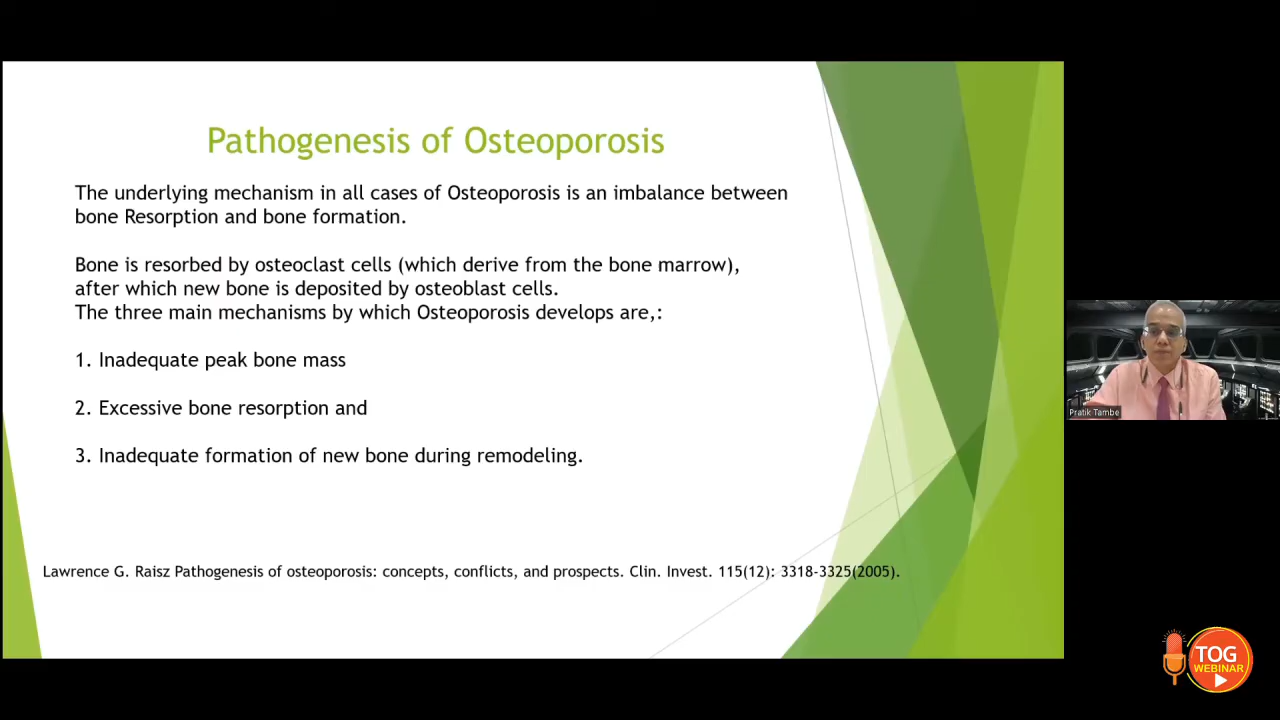 Pathogenesis of Osteoporosis
The underlying mechanism in all cases of Osteoporosis is an imbalance between
bone Resorption and bone formation.
Bone is resorbed by osteoclast cells (which derive from the bone marrow),
after which new bone is deposited by osteoblast cells.
The three main mechanisms by which Osteoporosis develops are,:
1. Inadequate peak bone mass
2. Excessive bone resorption and
3. Inadequate formation of new bone during remodeling.
Lawrence G. Raisz Pathogenesis of osteoporosis: concepts, conflicts, and prospects. Clin. Invest. 115(12): 3318-3325(2005).
Pratik Tambe
TOG
WEBINAR